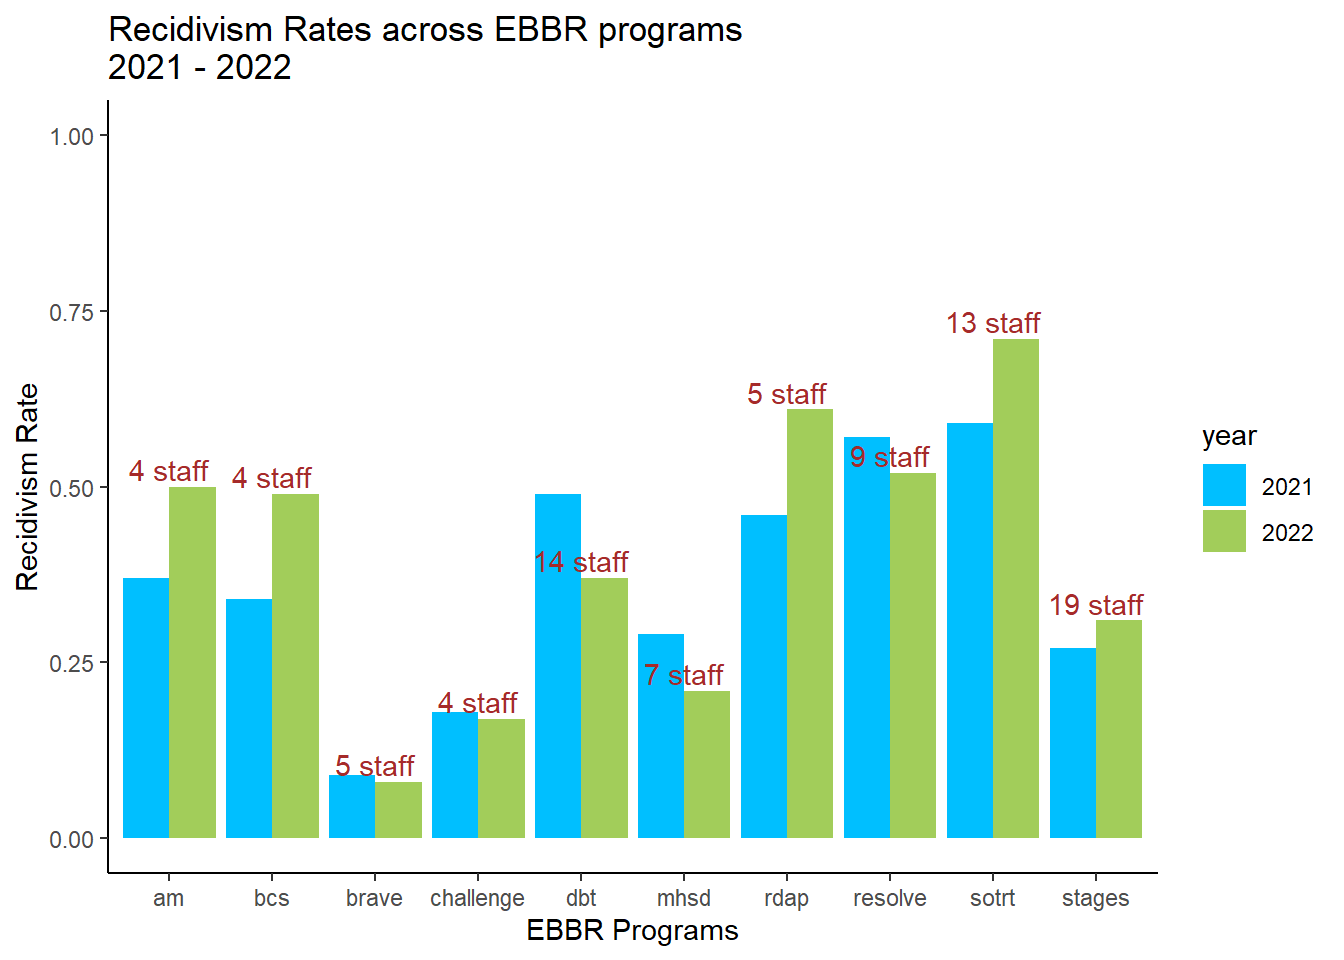 Recidivism Rates across EBBR programs
2021 - 2022
Recidivism Rate
1.00
0.75
0.50
0.25
0.00
4 staff
4 staff
5 staff
4 staff
14 staff
7 staff
5 staff
9 staff
13 staff
19 staff
am
bcs
brave
challenge
dbt
mhsd
rdap
resolve
sotrt
stages
EBBR Programs
year
2021
2022